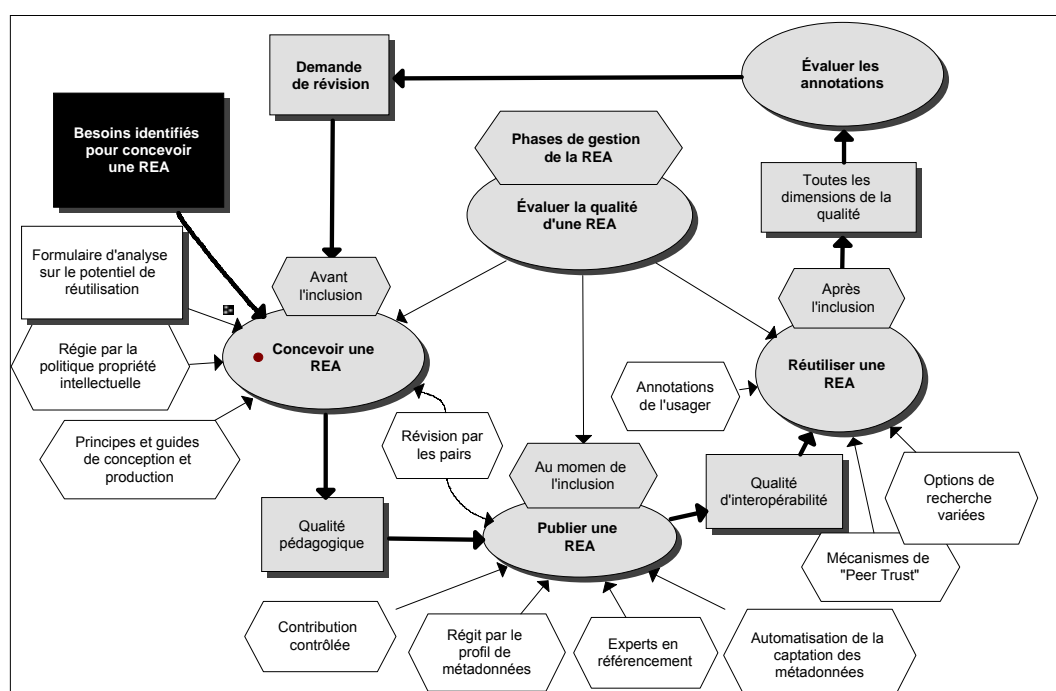 Demande
de révision
Évaluer les
annotations
Besoins identifiés
pour concevoir
une REA
Phases de gestion
de la REA
Évaluer la qualité
d'une REA
Toutes les
dimensions de la
qualité
Formulaire d'analyse
sur le potentiel de
réutilisation
Avant
l'inclusion
Après
l'inclusion
Concevoir une
REA
Régie par la
politique propriété
intellectuelle
Réutiliser une
REA
Annotations
de l'usager
Principes et guides
de conception et
production
Révision par
les pairs
Au momen de
l'inclusion
Qualité
d'interopérabilité
Options de
recherche
variées
Qualité
pédagogique
Publier une
REA
Mécanismes de
"Peer Trust"
Contribution
contrôlée
Régit par le
profil de
métadonnées
Experts en
référencement
Automatisation de la
captation des
métadonnées